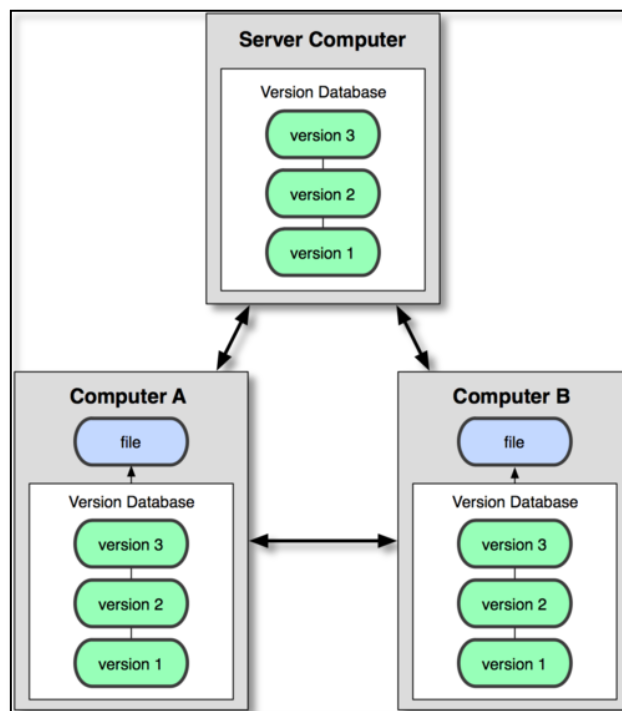 Server Computer
Version Database
version 3
version 2
version 1
Computer A
file
Version Database
version 3
version 2
version 1
Computer B
file
Version Database
version 3
version 2
version 1